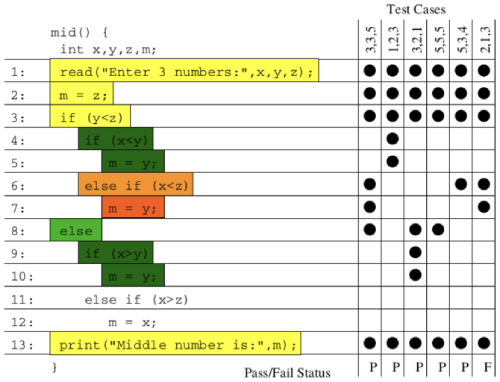 Test Cases
mid() {
int x,y,z,m;
3,3,5 1,2,3 3,2,1 5,5,5 5,3,4 2,1,3
1: read("Enter 3 numbers:",x,y,z);
2: m = z;
3: if (y<z)
4: if (x<y)
5: m = y;
6: else if (x<z)
7: m = y;
8: else
9: if (x>y)
10: m = y;
11: else if (x>z)
12: m = x;
13: print("Middle number is:",m);
} Pass/Fail Status P P P P P F